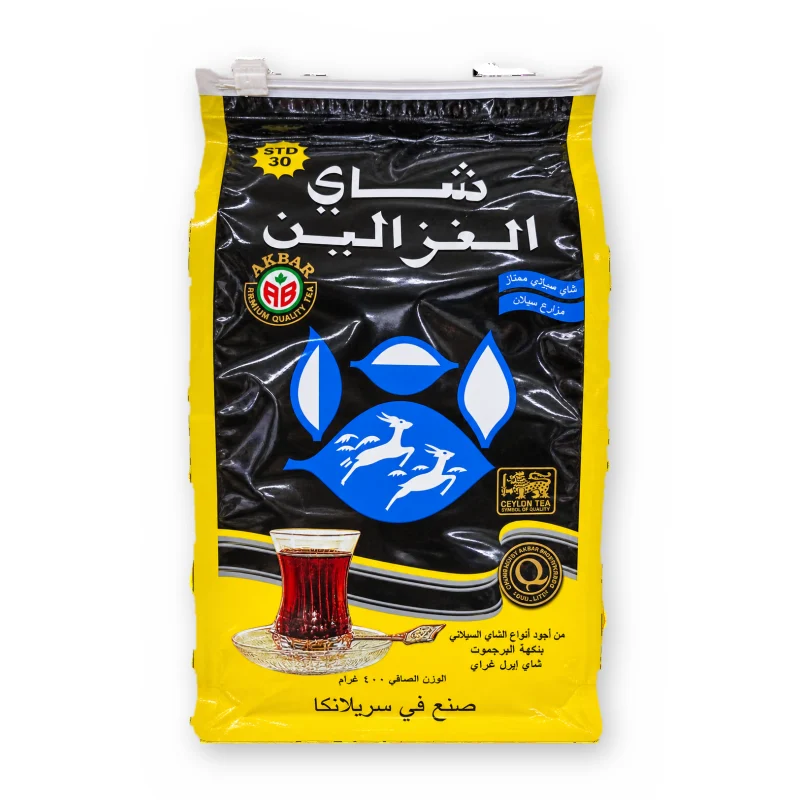 STD
30
شاي
الغزالين
AKBAR
AB
PREMIUM QUALITY TEA
شاي سيلاني ممتاز
مزارع سيلان
CEYLON TEA
SYMBOL OF QUALITY
Q
من أجود أنواع الشاي السيلاني
بنكهة البرجموت
شاي إيرل غراي
الوزن الصافي ٤٠٠ غرام
صنع في سريلانكا